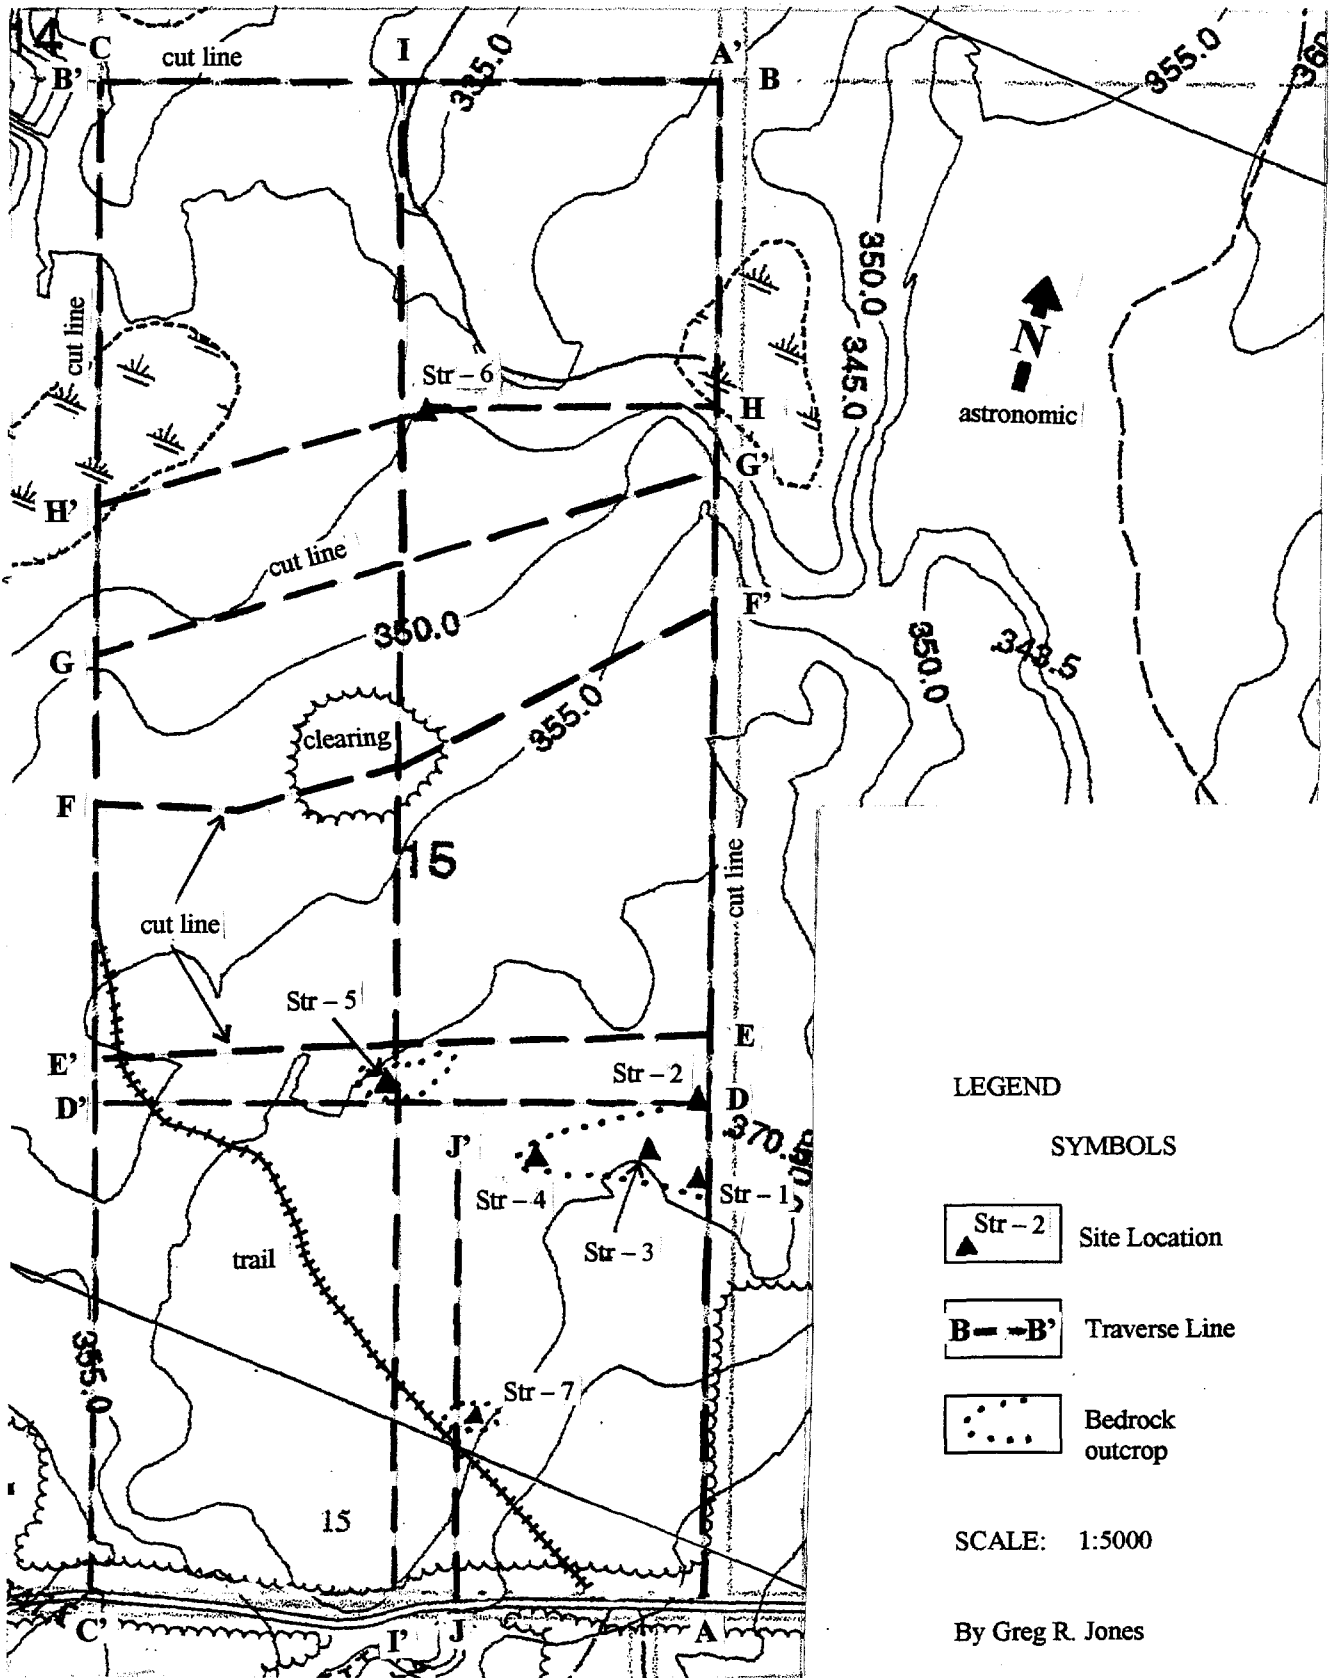 14
C
cut line
I
335.0
A'
B'
B
355.0
360
cut line
350.0
345.0
N
astronomic
Str – 6
H
G'
H'
cut line
350.0
F'
G
350.0
343.5
355.0
clearing
F
15
cut line
cut line
Str – 5
E
E'
Str – 2
D'
D
370.0
J'
Str – 4
Str – 1
Str – 3
trail
355.0
Str – 7
15
C'
I'
J
A
LEGEND
SYMBOLS
Str – 2
Site Location
B B'
Traverse Line
Bedrock
outcrop
SCALE: 1:5000
By Greg R. Jones